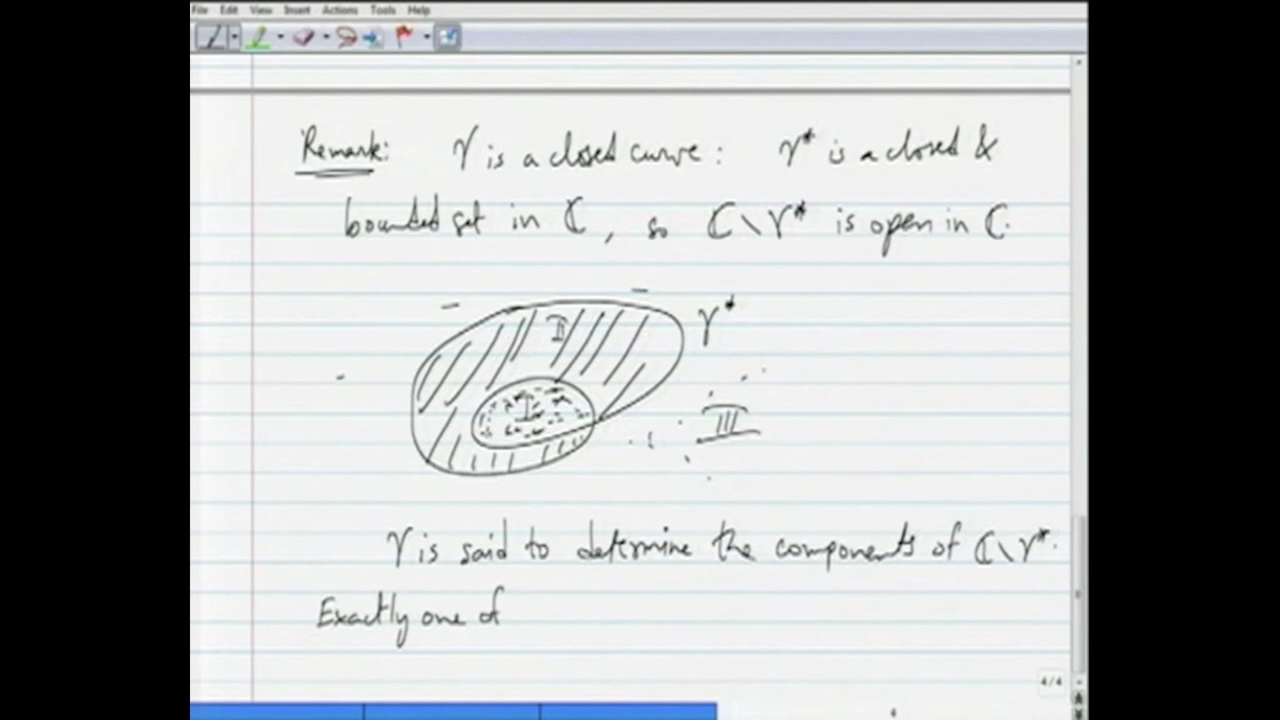 File Edit View Insert Actions Tools Help
Remark: γ is a closed curve: γ* is a closed &
bounded set in ℂ, so ℂ∖γ* is open in ℂ.
γ*
II
I
III
γ is said to determine the components of ℂ∖γ*.
Exactly one of
4/4
4